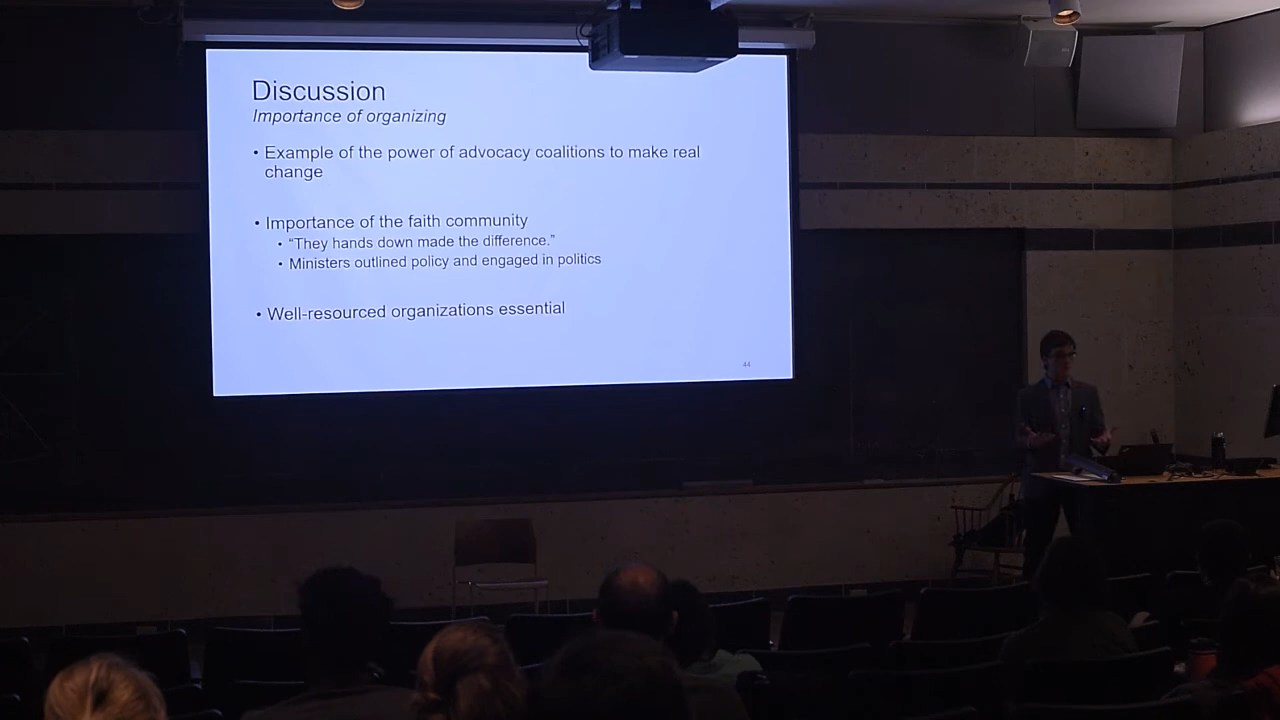 Discussion
Importance of organizing
• Example of the power of advocacy coalitions to make real
change
• Importance of the faith community
• “They hands down made the difference.”
• Ministers outlined policy and engaged in politics
• Well-resourced organizations essential
44